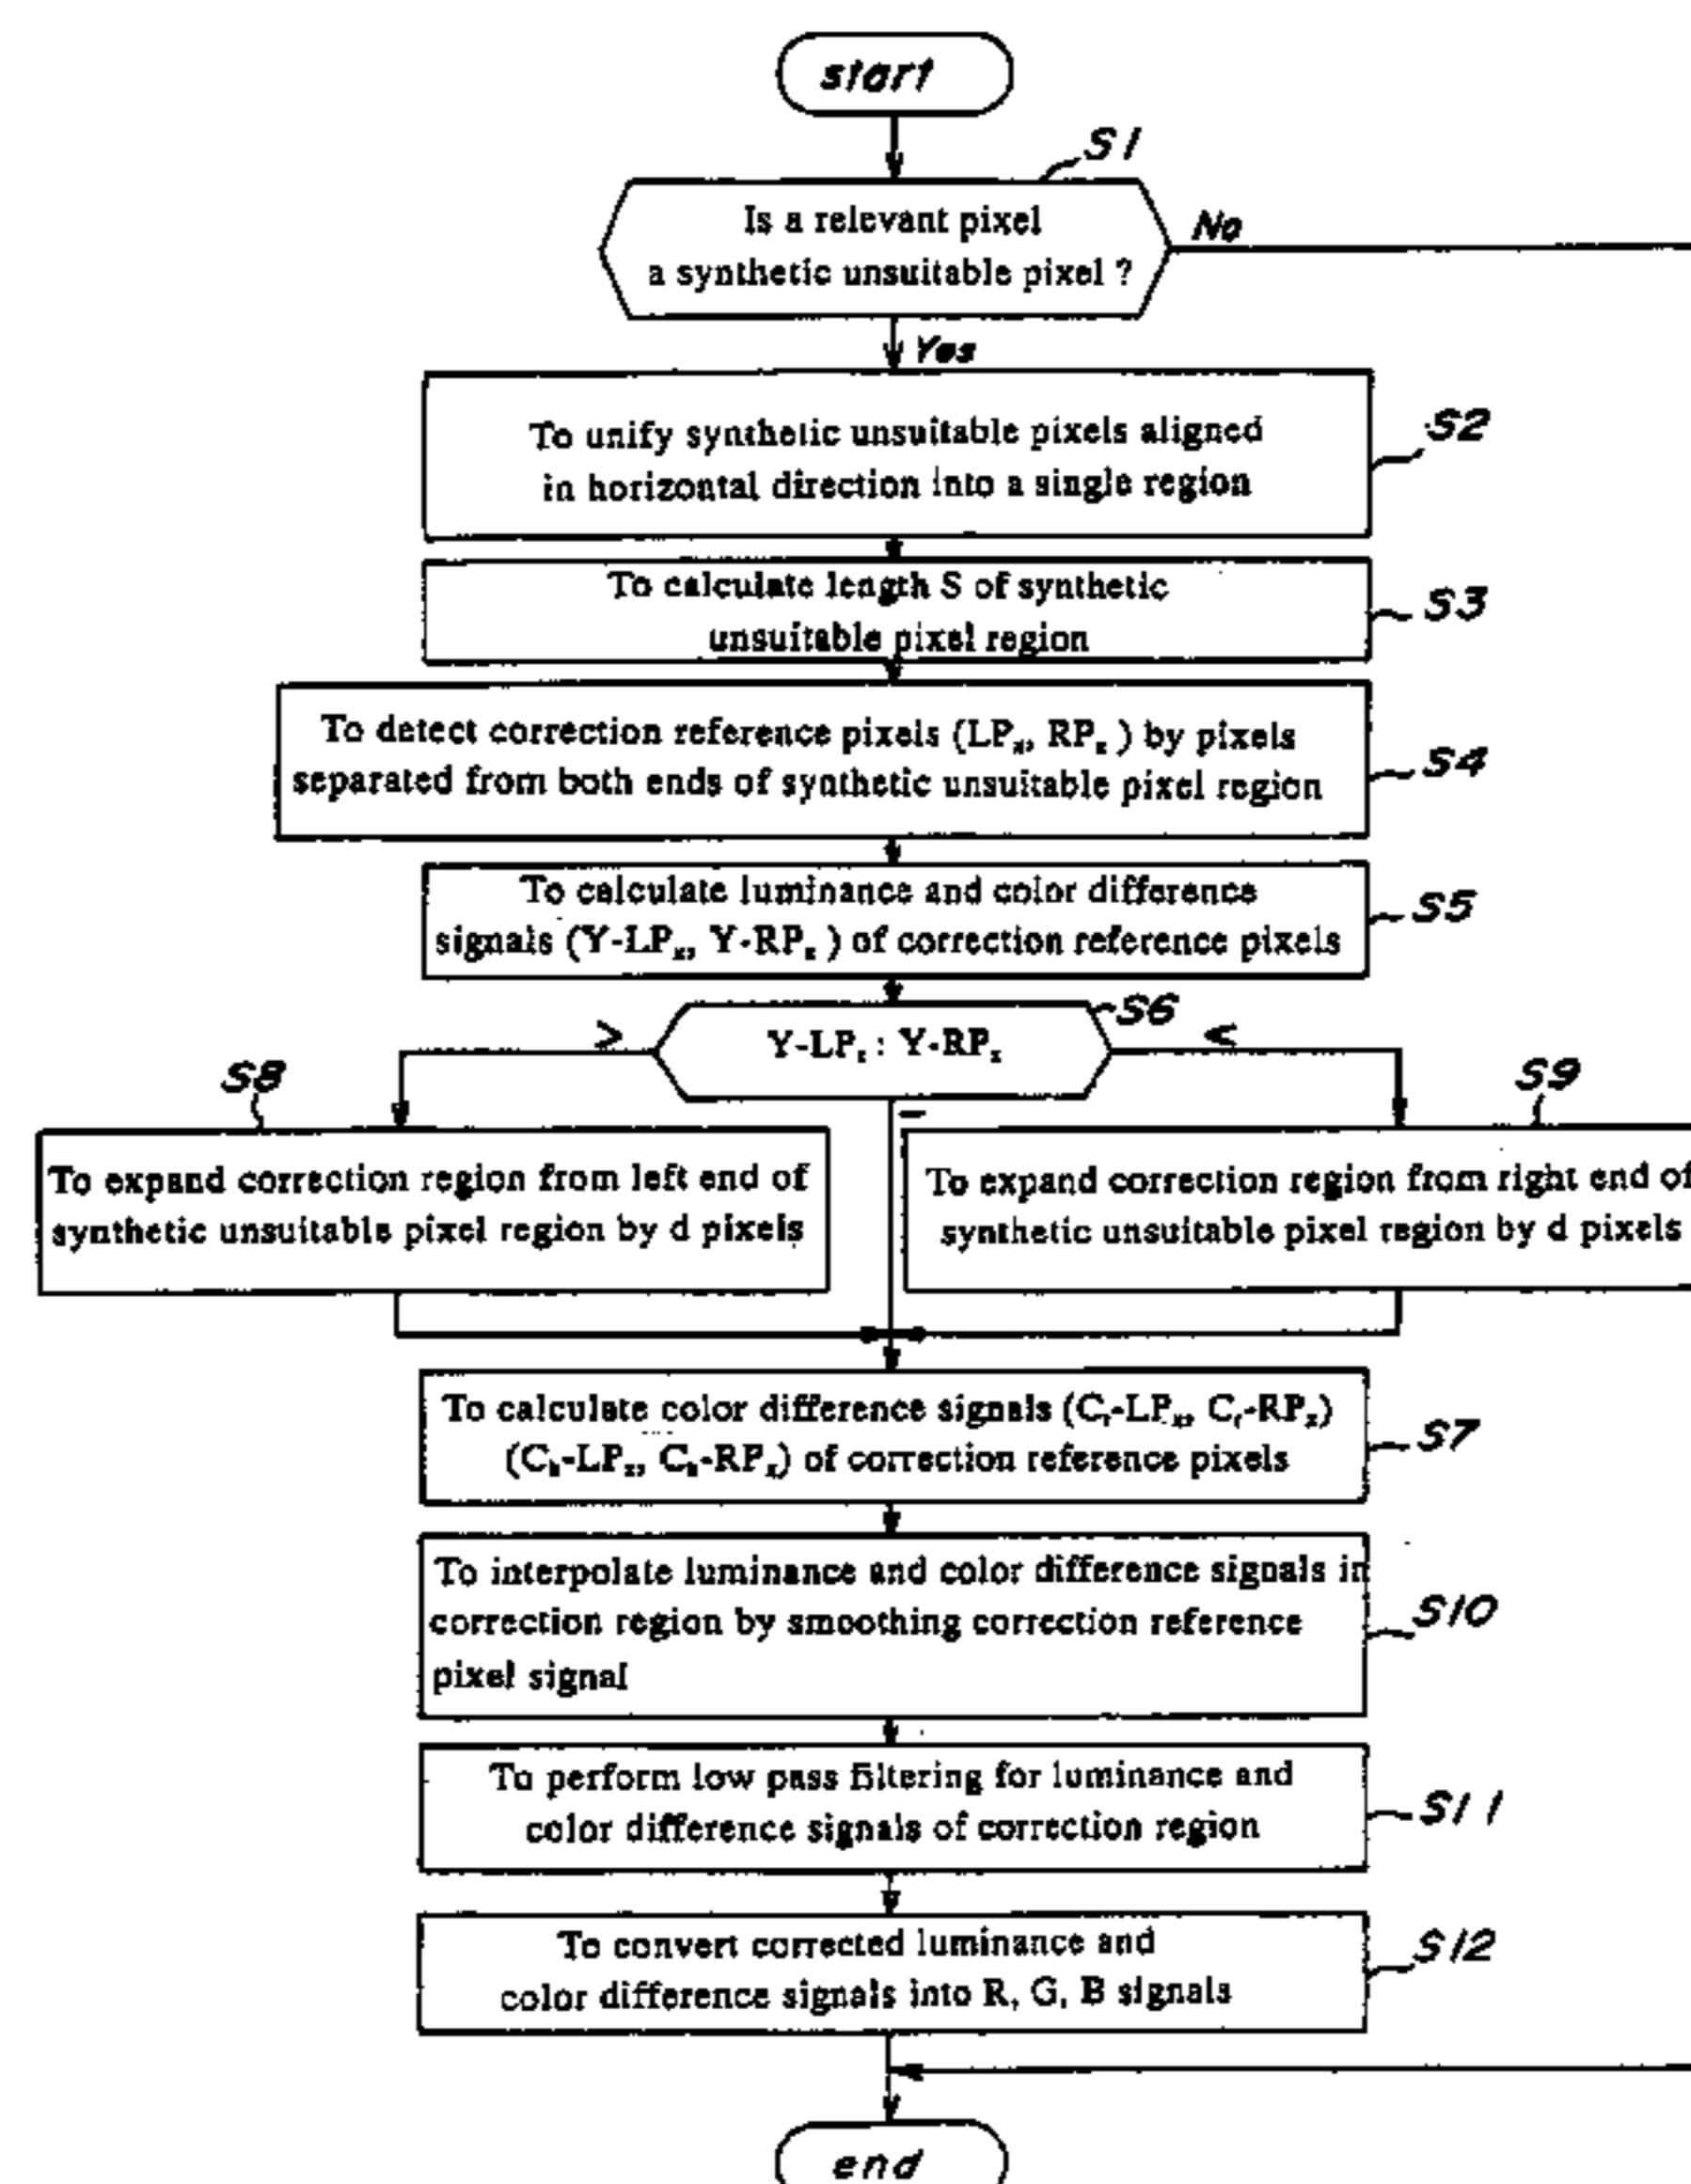 start
S1
Is a relevant pixel
a synthetic unsuitable pixel ?
No
Yes
To unify synthetic unsuitable pixels aligned
in horizontal direction into a single region
S2
To calculate length S of synthetic
unsuitable pixel region
S3
To detect correction reference pixels (LPx, RPx) by pixels
separated from both ends of synthetic unsuitable pixel region
S4
To calculate luminance and color difference
signals (Y-LPx, Y-RPx) of correction reference pixels
S5
S6
Y-LPx : Y-RPx
>
<
S8
S9
To expand correction region from left end of
synthetic unsuitable pixel region by d pixels
To expand correction region from right end of
synthetic unsuitable pixel region by d pixels
To calculate color difference signals (Cr-LPx, Cr-RPx)
(Cb-LPx, Cb-RPx) of correction reference pixels
S7
To interpolate luminance and color difference signals in
correction region by smoothing correction reference
pixel signal
S10
To perform low pass filtering for luminance and
color difference signals of correction region
S11
To convert corrected luminance and
color difference signals into R, G, B signals
S12
end